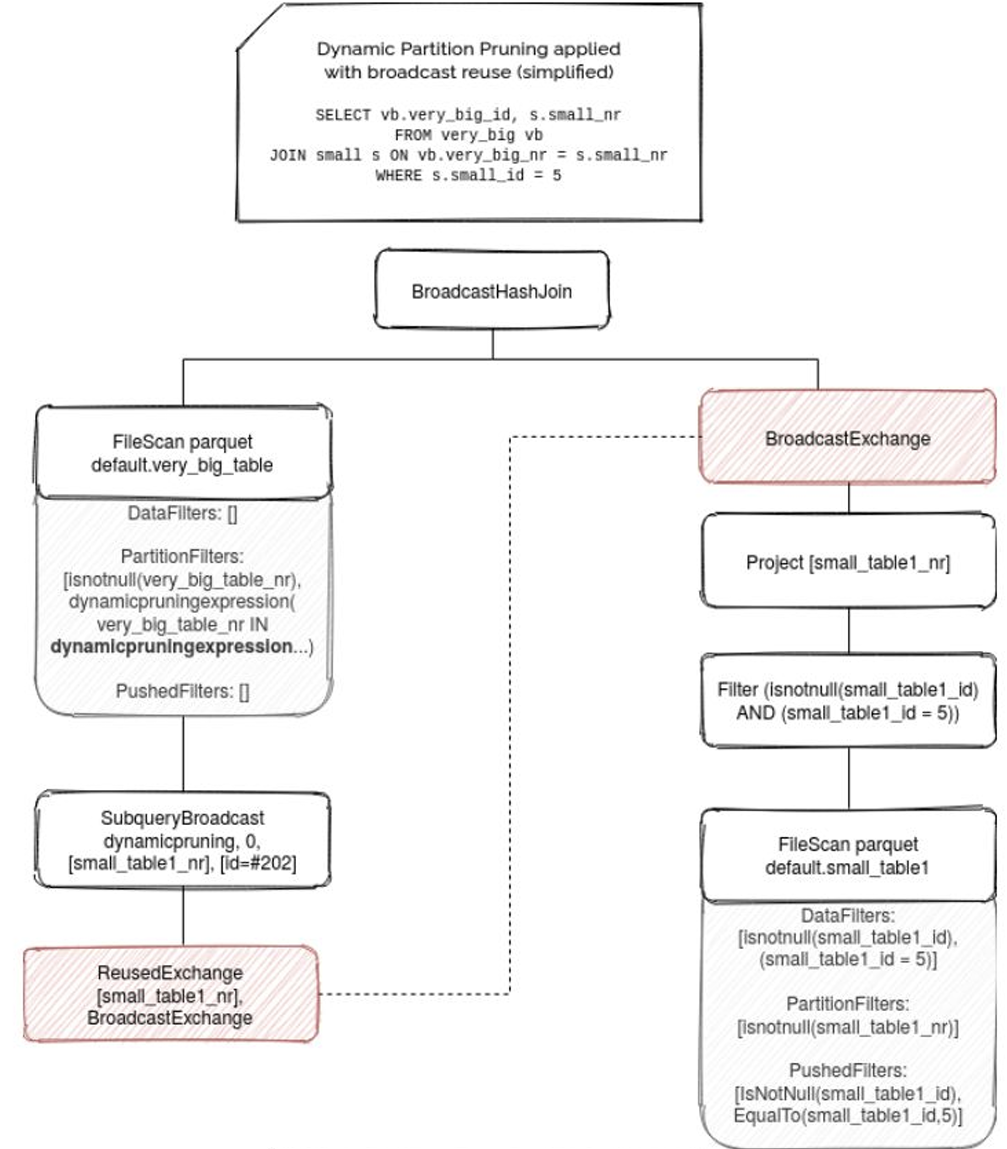 Dynamic Partition Pruning applied
with broadcast reuse (simplified)
SELECT vb.very_big_id, s.small_nr
FROM very_big vb
JOIN small s ON vb.very_big_nr = s.small_nr
WHERE s.small_id = 5
BroadcastHashJoin
FileScan parquet
default.very_big_table
DataFilters: []
PartitionFilters:
[isnotnull(very_big_table_nr),
dynamicpruningexpression(
very_big_table_nr IN
dynamicpruningexpression...)
PushedFilters: []
SubqueryBroadcast
dynamicpruning, 0,
[small_table1_nr], [id=#202]
ReusedExchange
[small_table1_nr],
BroadcastExchange
BroadcastExchange
Project [small_table1_nr]
Filter (isnotnull(small_table1_id)
AND (small_table1_id = 5))
FileScan parquet
default.small_table1
DataFilters:
[isnotnull(small_table1_id),
(small_table1_id = 5)]
PartitionFilters:
[isnotnull(small_table1_nr)]
PushedFilters:
[IsNotNull(small_table1_id),
EqualTo(small_table1_id,5)]